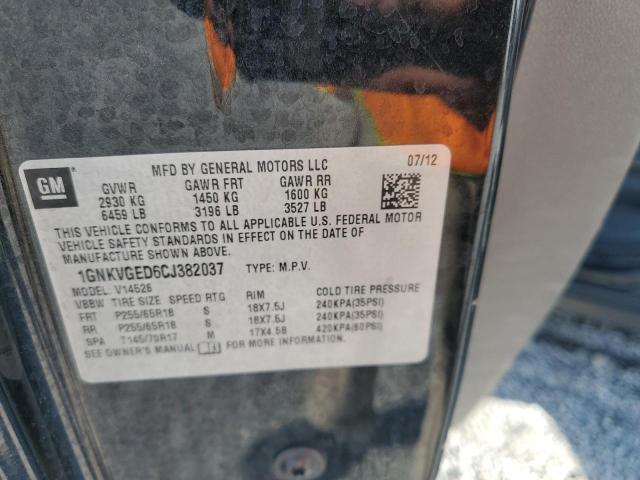 GM ® MFD BY GENERAL MOTORS LLC 07/12
GVWR GAWR FRT GAWR RR
2930 KG 1450 KG 1600 KG
6459 LB 3196 LB 3527 LB
THIS VEHICLE CONFORMS TO ALL APPLICABLE U.S. FEDERAL MOTOR
VEHICLE SAFETY STANDARDS IN EFFECT ON THE DATE OF
MANUFACTURE SHOWN ABOVE.
1GNKVGED6CJ382037 TYPE: M.P.V.
MODEL: V14526
VBBW TIRE SIZE SPEED RTG RIM COLD TIRE PRESSURE
FRT P255/65R18 S 18X7.5J 240KPA(35PSI)
RR P255/65R18 S 18X7.5J 240KPA(35PSI)
SPA T145/70R17 M 17X4.5B 420KPA(60PSI)
SEE OWNER'S MANUAL FOR MORE INFORMATION.